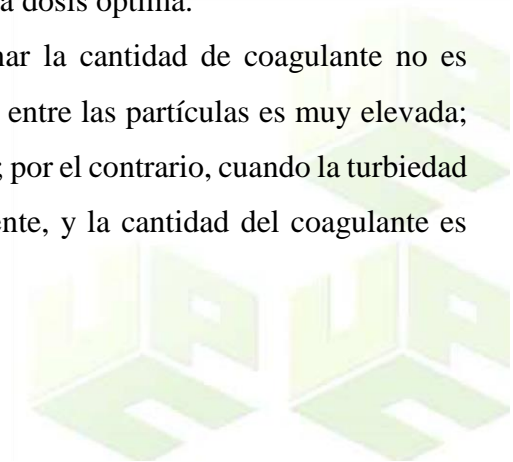 a dosis óptima.
nar la cantidad de coagulante no es
entre las partículas es muy elevada;
; por el contrario, cuando la turbiedad
ente, y la cantidad del coagulante es